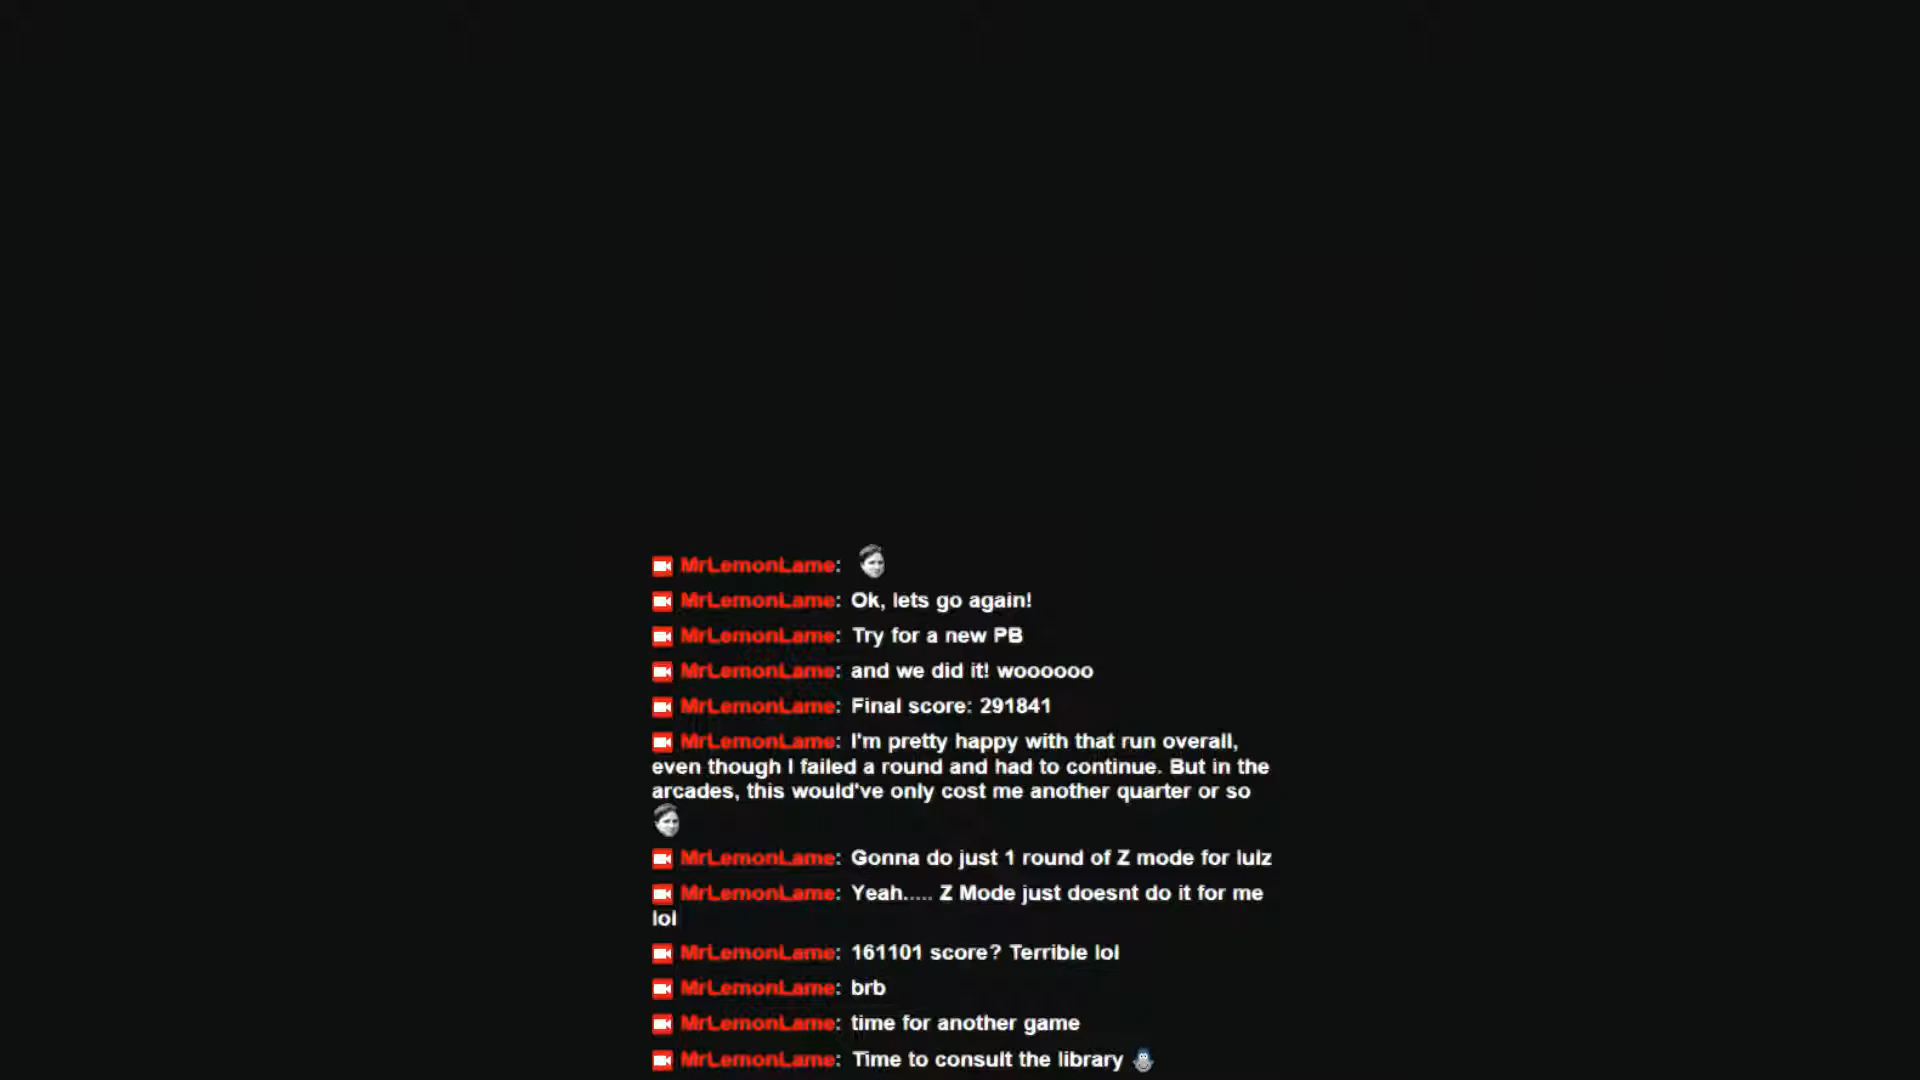 MrLemonLame:
MrLemonLame: Ok, lets go again!
MrLemonLame: Try for a new PB
MrLemonLame: and we did it! woooooo
MrLemonLame: Final score: 291841
MrLemonLame: I'm pretty happy with that run overall,
even though I failed a round and had to continue. But in the
arcades, this would've only cost me another quarter or so
MrLemonLame: Gonna do just 1 round of Z mode for lulz
MrLemonLame: Yeah..... Z Mode just doesnt do it for me
lol
MrLemonLame: 161101 score? Terrible lol
MrLemonLame: brb
MrLemonLame: time for another game
MrLemonLame: Time to consult the library